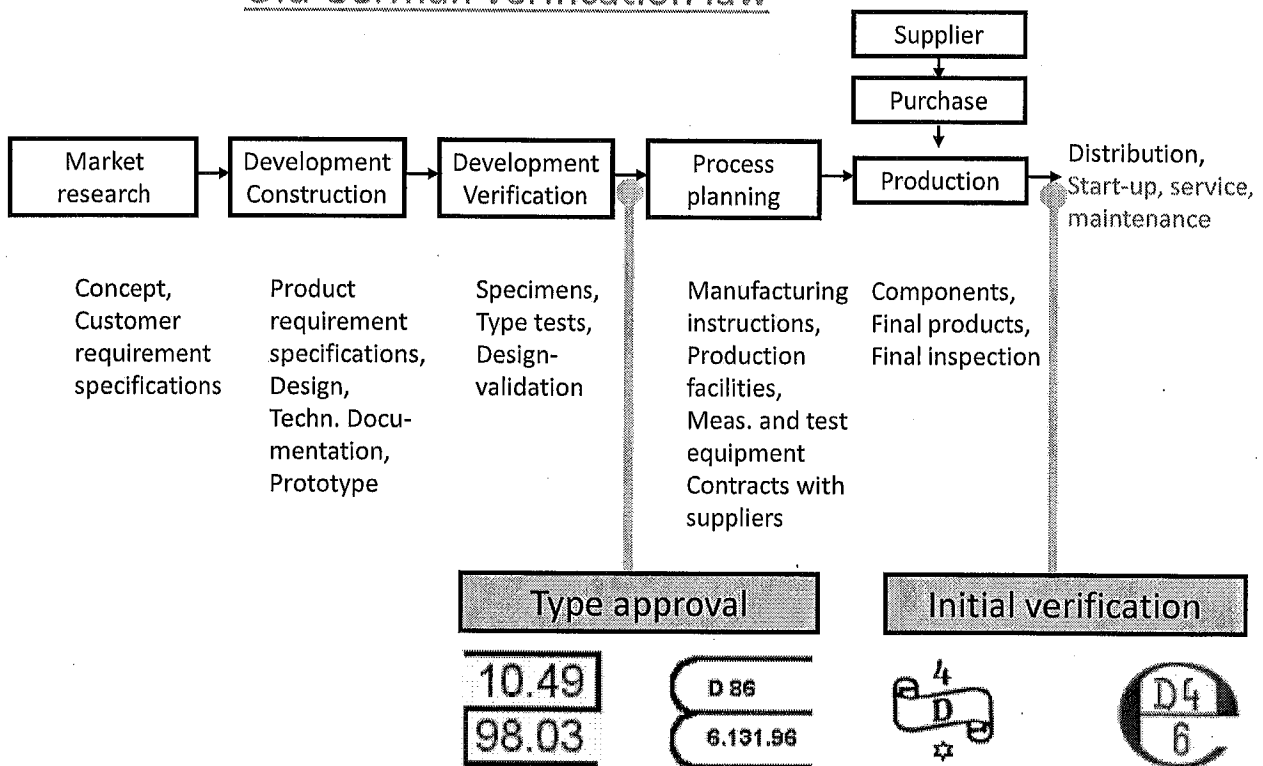 Supplier
Purchase
Market
research
Development
Construction
Development
Verification
Process
planning
Production
Distribution,
Start-up, service,
maintenance
Concept,
Customer
requirement
specifications
Product
requirement
specifications,
Design,
Techn. Docu-
mentation,
Prototype
Specimens,
Type tests,
Design-
validation
Manufacturing
instructions,
Production
facilities,
Meas. and test
equipment
Contracts with
suppliers
Components,
Final products,
Final inspection
Type approval
Initial verification
10.49
98.03
D 86
6.131.96
4
D
D4
6